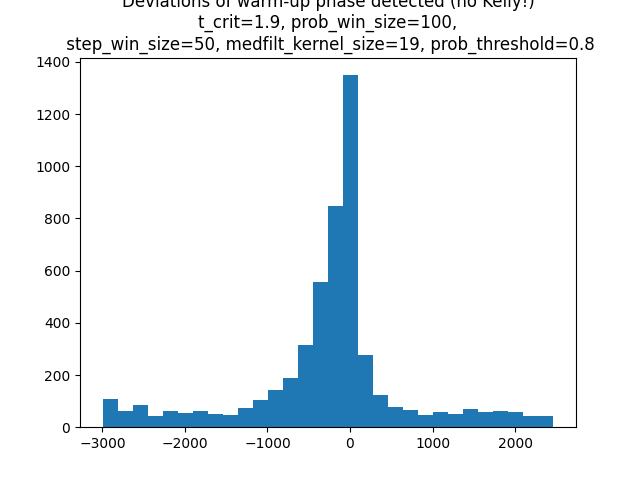 Deviations of warm-up phase detected (no Kelly!)
t_crit=1.9, prob_win_size=100,
step_win_size=50, medfilt_kernel_size=19, prob_threshold=0.8
1400
1200
1000
800
600
400
200
0
−3000 −2000 −1000 0 1000 2000